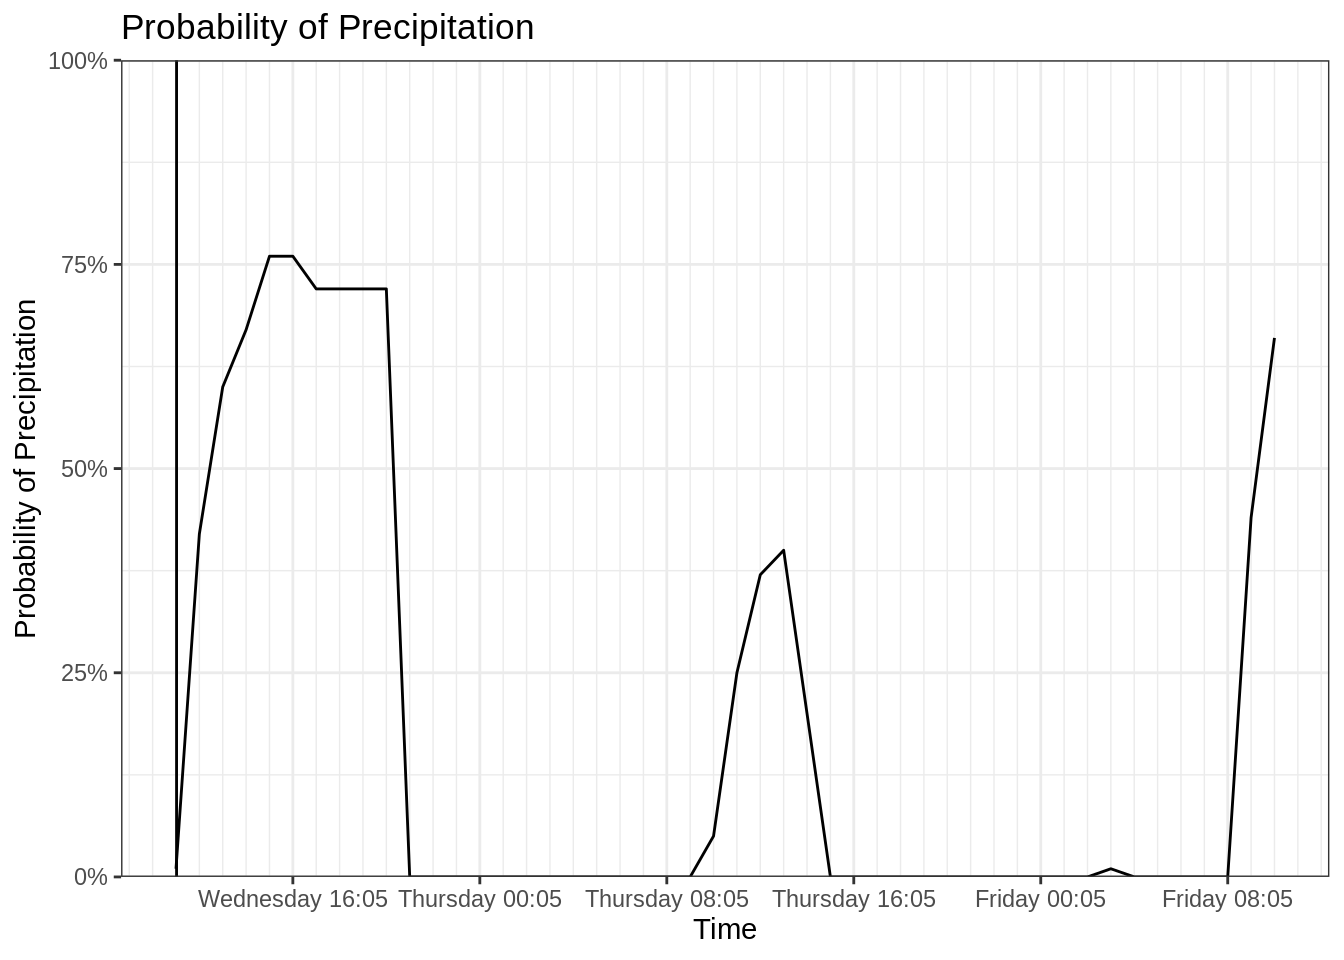 Probability of Precipitation
Probability of Precipitation
100%
75%
50%
25%
0%
Wednesday 16:05 Thursday 00:05 Thursday 08:05 Thursday 16:05 Friday 00:05 Friday 08:05
Time